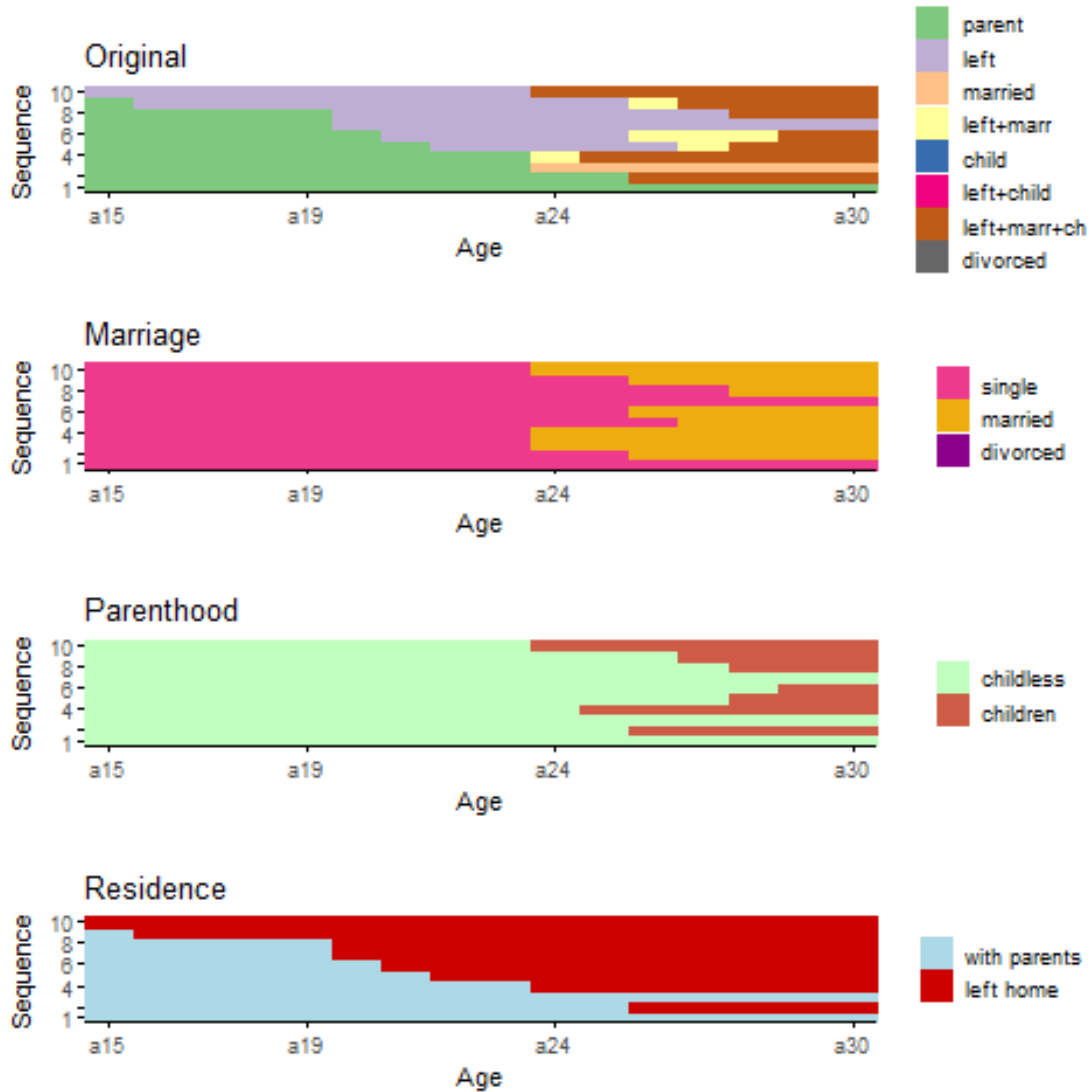 Original
Sequence
10
8
6
4
1
a15 a19 a24 a30
Age
parent
left
married
left+marr
child
left+child
left+marr+ch
divorced
Marriage
Sequence
10
8
6
4
1
a15 a19 a24 a30
Age
single
married
divorced
Parenthood
Sequence
10
8
6
4
1
a15 a19 a24 a30
Age
childless
children
Residence
Sequence
10
8
6
4
1
a15 a19 a24 a30
Age
with parents
left home